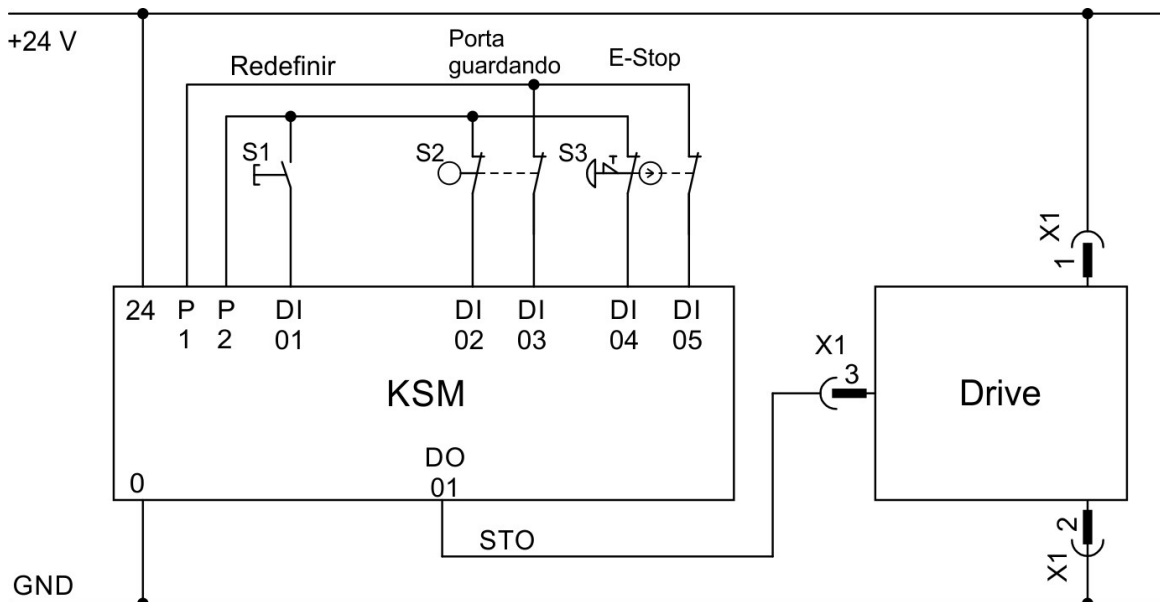 +24 V
Redefinir
Porta
guardando
E-Stop
S1
S2
S3
X1
1
24 P P DI DI DI DI DI
1 2 01 02 03 04 05
X1
3
KSM
Drive
DO
0
01
2
STO
X1
GND